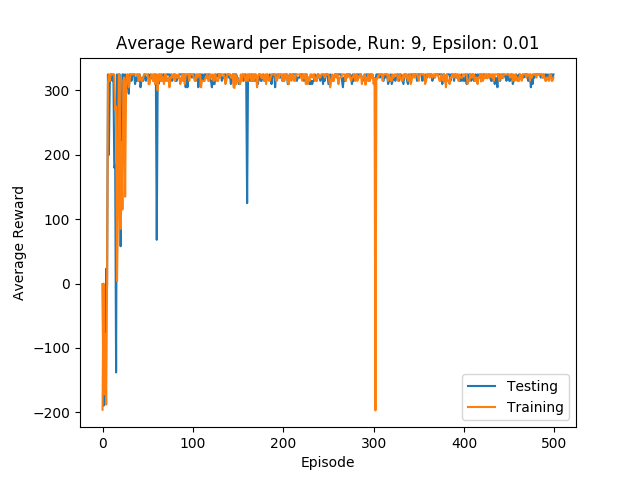 Average Reward per Episode, Run: 9, Epsilon: 0.01
300
200
100
0
−100
−200
Average Reward
0
100
200
300
400
500
Episode
Testing
Training